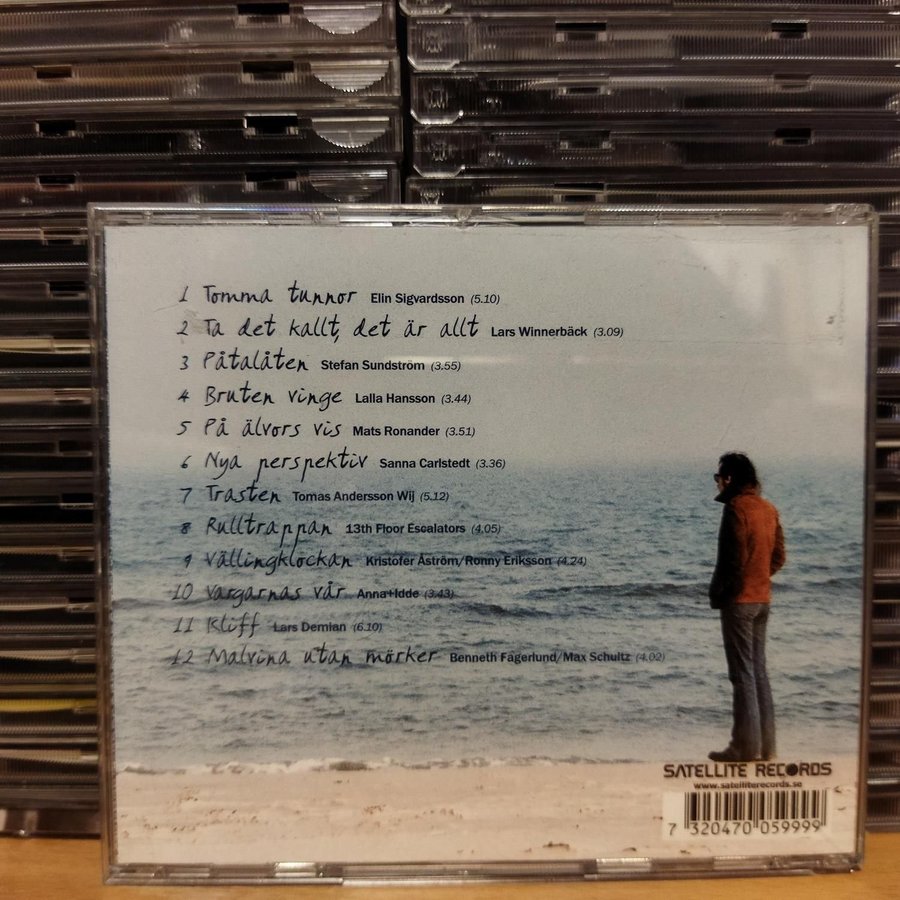 1 Tomma tunnor Elin Sigvardsson (5.10)
2 Ta det kallt, det är allt Lars Winnerbäck (3.09)
3 Påtalåten Stefan Sundström (3.55)
4 Bruten vinge Lalla Hansson (3.44)
5 På älvors vis Mats Ronander (3.51)
6 Nya perspektiv Sanna Carlstedt (3.36)
7 Trasten Tomas Andersson Wij (5.12)
8 Rulltrappan 13th Floor Escalators (4.05)
9 Vällingklockan Kristofer Åström/Ronny Eriksson (4.24)
10 Vargarnas vår Anna+Idde (3.43)
11 Kliff Lars Demian (6.10)
12 Malvina utan mörker Benneth Fagerlund/Max Schultz (4.02)
SATELLITE RECORDS
www.satelliterecords.se
7 320470 059999